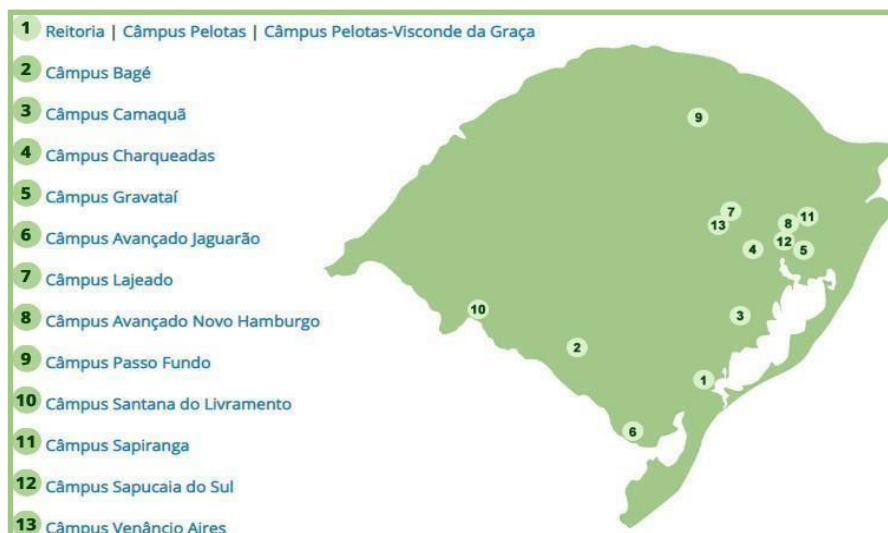 1 Reitoria | Câmpus Pelotas | Câmpus Pelotas-Visconde da Graça
2 Câmpus Bagé
3 Câmpus Camaquã
4 Câmpus Charqueadas
5 Câmpus Gravataí
6 Câmpus Avançado Jaguarão
7 Câmpus Lajeado
8 Câmpus Avançado Novo Hamburgo
9 Câmpus Passo Fundo
10 Câmpus Santana do Livramento
11 Câmpus Sapiranga
12 Câmpus Sapucaia do Sul
13 Câmpus Venâncio Aires
9
7
11
13
8
12
4
5
10
3
2
1
6